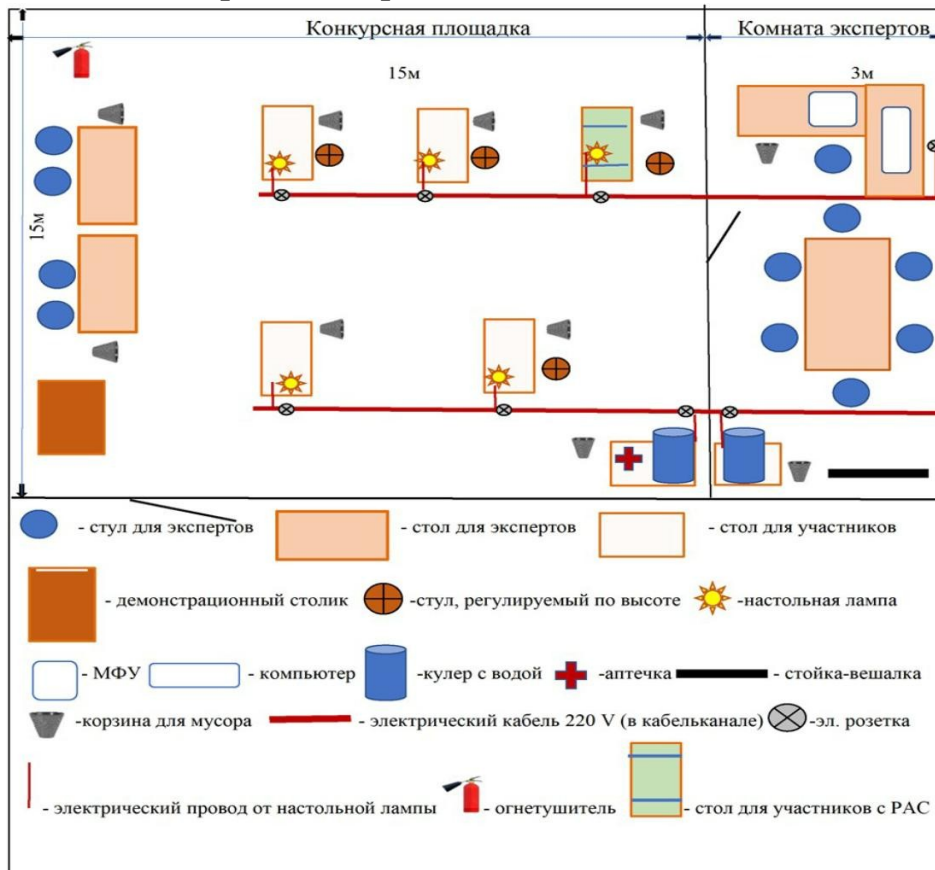 Конкурсная площадка
Комната экспертов
15м
3м
15м
- стул для экспертов
- стол для экспертов
- стол для участников
- демонстрационный столик
-стул, регулируемый по высоте
-настольная лампа
- МФУ
- компьютер
-кулер с водой
-аптечка
- стойка-вешалка
-корзина для мусора
- электрический кабель 220 V (в кабельканале)
-эл. розетка
- электрический провод от настольной лампы
- огнетушитель
- стол для участников с РАС